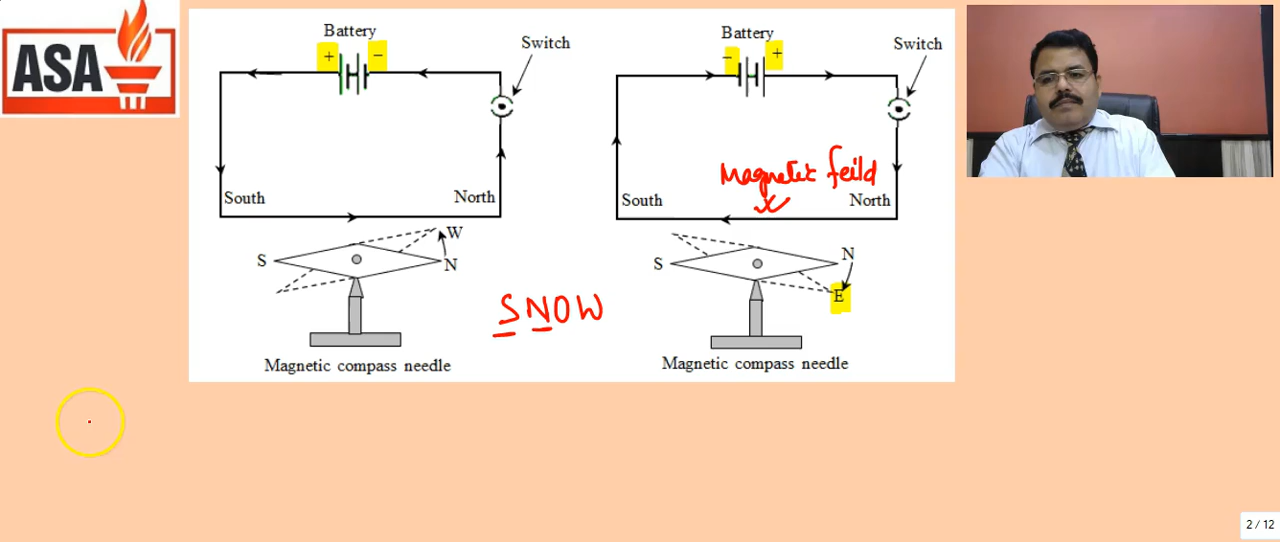 ASA
Battery
+ −
Switch
South
North
W
S
N
Magnetic compass needle
SNOW
Battery
− +
Switch
Magnetic feild
South
North
N
S
E
Magnetic compass needle
2 / 12